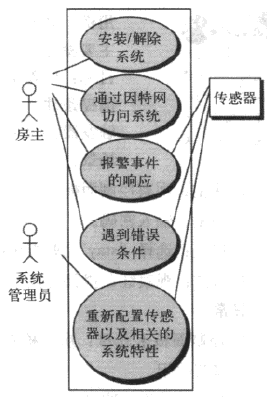 安装/解除
系统
通过因特网
访问系统
传感器
房主
报警事件
的响应
遇到错误
条件
系统
管理员
重新配置传感
器以及相关的
系统特性